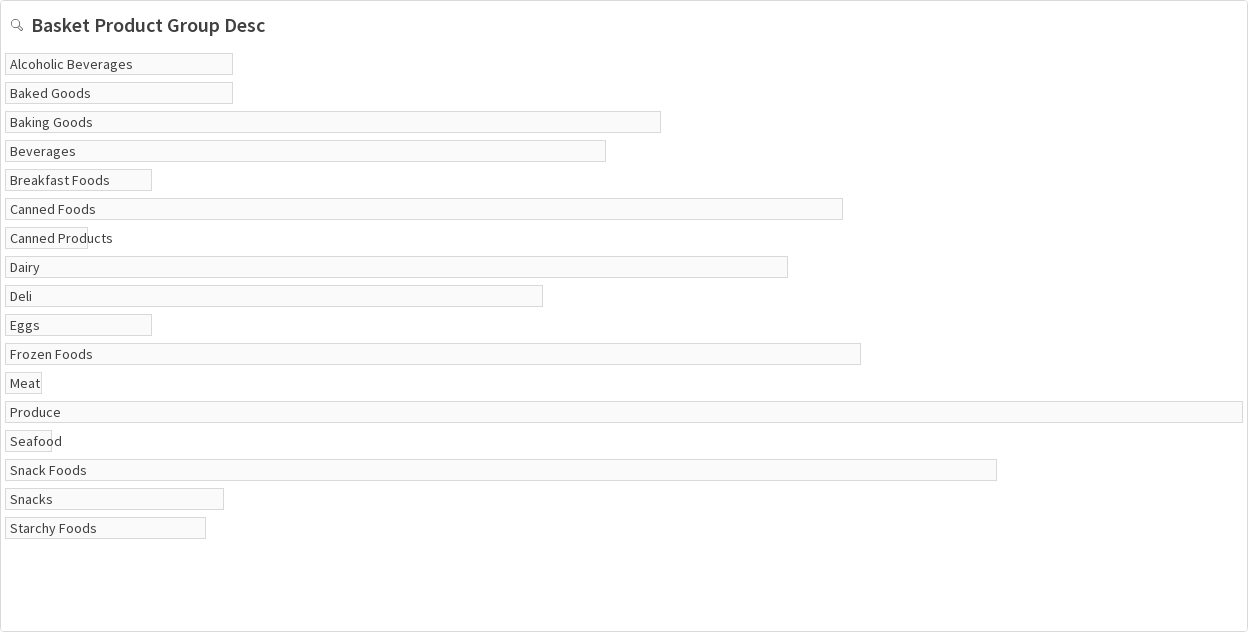 Basket Product Group Desc
Alcoholic Beverages
Baked Goods
Baking Goods
Beverages
Breakfast Foods
Canned Foods
Canned Products
Dairy
Deli
Eggs
Frozen Foods
Meat
Produce
Seafood
Snack Foods
Snacks
Starchy Foods